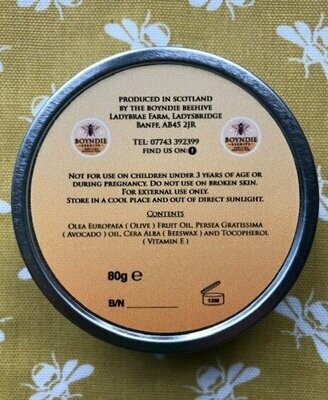 Produced in Scotland
by the Boyndie Beehive
Ladybrae Farm, Ladysbridge
Banff, AB45 2JR
Tel: 07743 392399
Find us on: f
BOYNDIE
BEEHIVE
BOYNDIE
BEEHIVE
Not for use on children under 3 years of age or
during pregnancy. Do not use on broken skin.
For external use only.
Store in a cool place and out of direct sunlight.
Contents
Olea Europaea ( Olive ) Fruit Oil, Persea Gratissima
( Avocado ) oil, Cera Alba ( Beeswax ) and Tocopherol
( Vitamin E )
80g e
B/N
12M